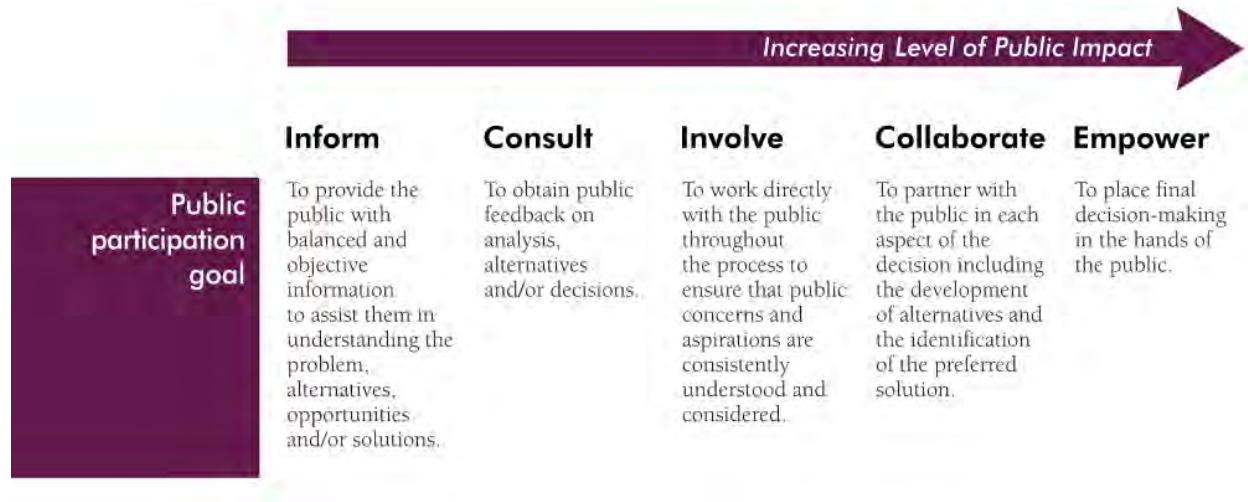 Increasing Level of Public Impact
Public
participation
goal
Inform
To provide the
public with
balanced and
objective
information
to assist them in
understanding the
problem,
alternatives,
opportunities
and/or solutions.
Consult
To obtain public
feedback on
analysis,
alternatives
and/or decisions.
Involve
To work directly
with the public
throughout
the process to
ensure that public
concerns and
aspirations are
consistently
understood and
considered.
Collaborate
To partner with
the public in each
aspect of the
decision including
the development
of alternatives and
the identification
of the preferred
solution.
Empower
To place final
decision-making
in the hands of
the public.